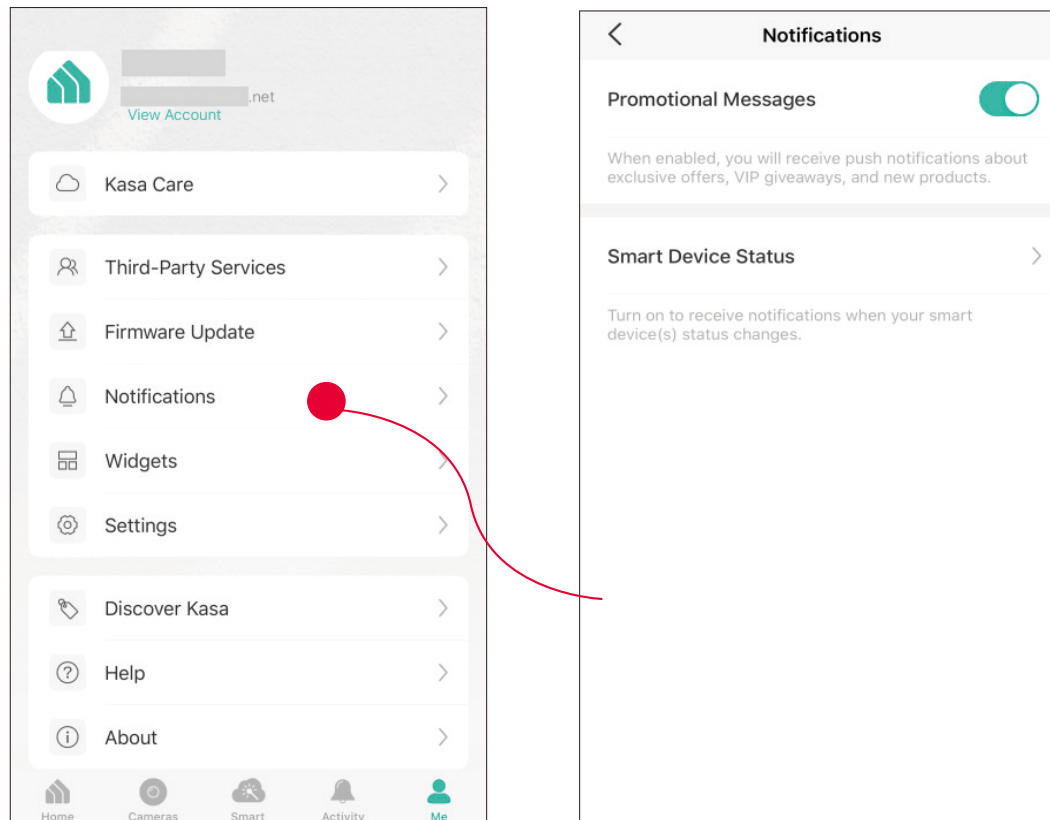 .net
View Account
Kasa Care
Third-Party Services
Firmware Update
Notifications
Widgets
Settings
Discover Kasa
Help
About
Home
Cameras
Smart
Activity
Me
Notifications
Promotional Messages
When enabled, you will receive push notifications about
exclusive offers, VIP giveaways, and new products.
Smart Device Status
Turn on to receive notifications when your smart
device(s) status changes.